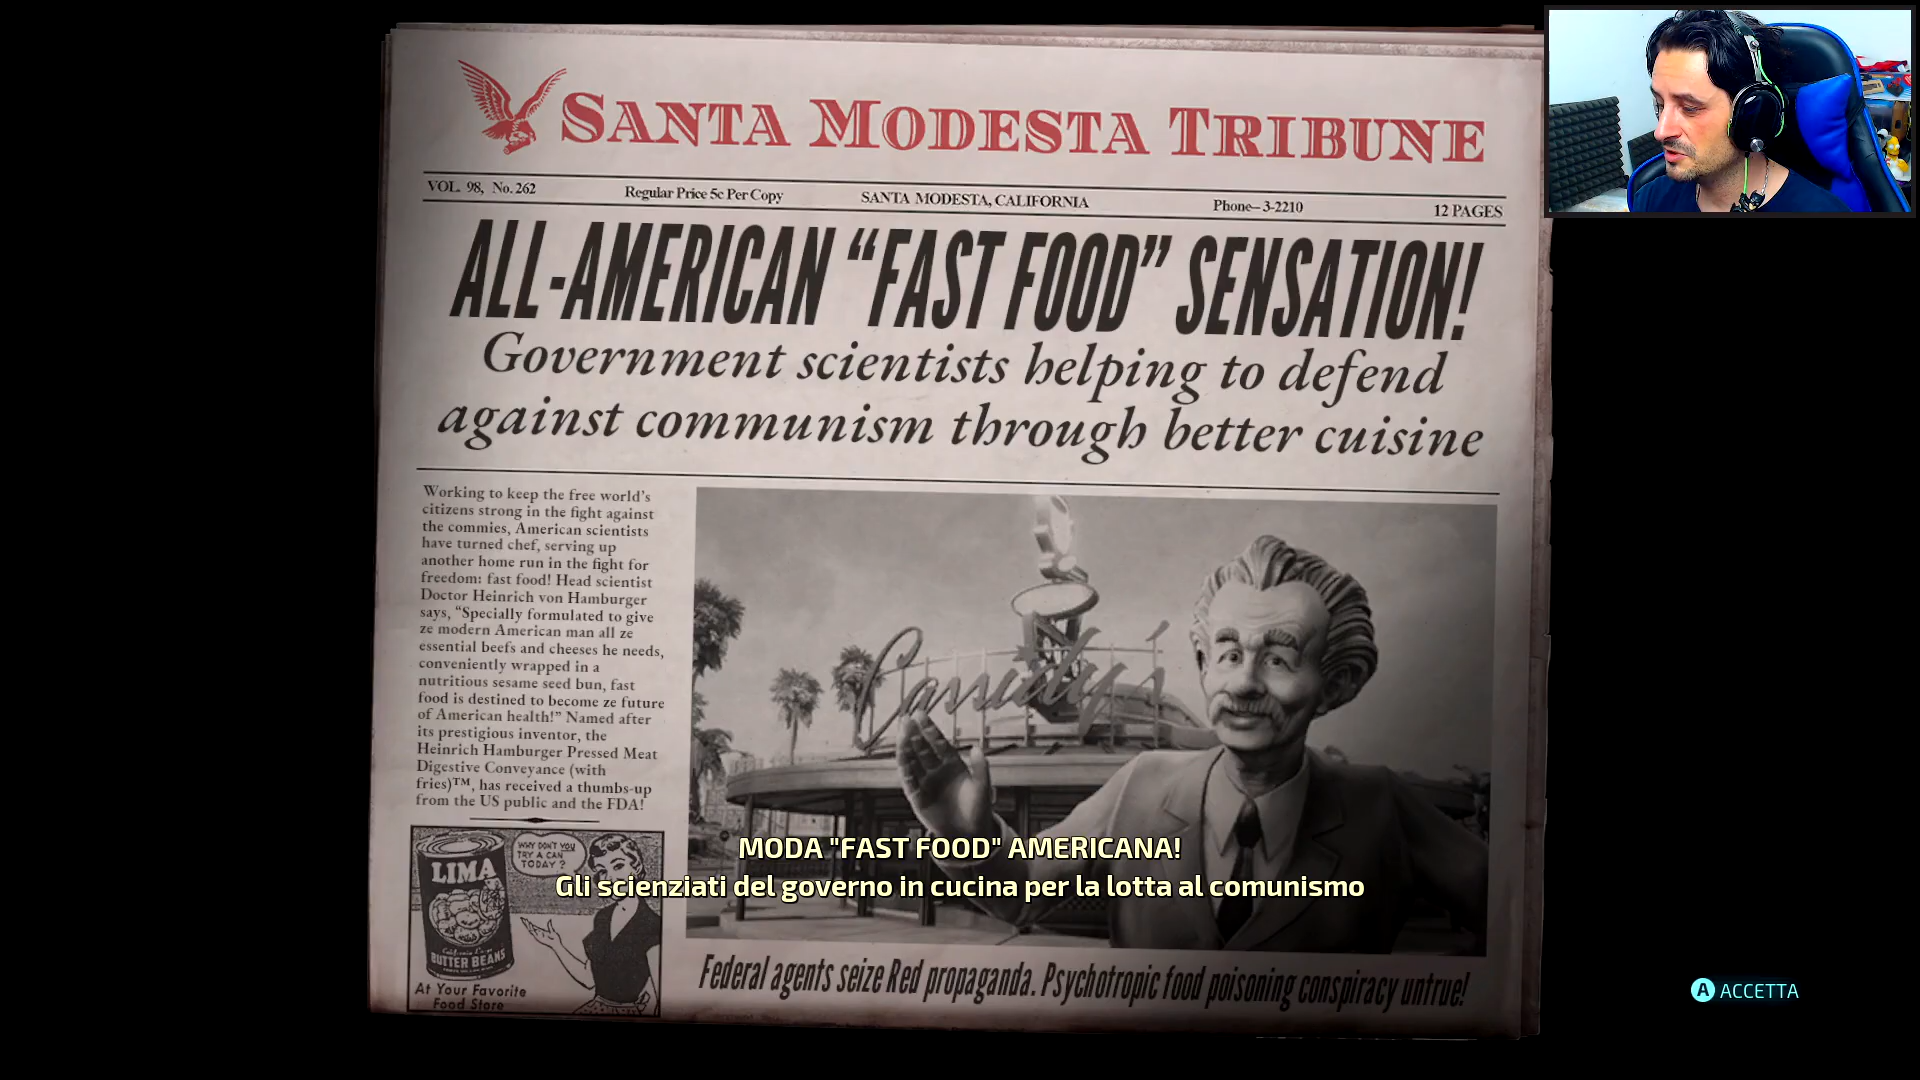 SANTA MODESTA TRIBUNE
VOL. 98, No. 262
Regular Price 5c Per Copy
SANTA MODESTA, CALIFORNIA
Phone–3-2210
12 PAGES
ALL-AMERICAN “FAST FOOD” SENSATION!
Government scientists helping to defend
against communism through better cuisine
Working to keep the free world’s
citizens strong in the fight against
the commies, American scientists
have turned chef, serving up
another home run in the fight for
freedom: fast food! Head scientist
Doctor Heinrich von Hamburger
says, “Specially formulated to give
ze modern American man all ze
essential beefs and cheeses he needs,
conveniently wrapped in a
nutritious sesame seed bun, fast
food is destined to become ze future
of American health!” Named after
its prestigious inventor, the
Heinrich Hamburger Pressed Meat
Digestive Conveyance (with
fries)™, has received a thumbs-up
from the US public and the FDA!
Cassidy's
LIMA
BUTTER BEANS
WHY DON'T YOU
TRY A CAN
TODAY?
At Your Favorite
Food Store
MODA "FAST FOOD" AMERICANA!
Gli scienziati del governo in cucina per la lotta al comunismo
Federal agents seize Red propaganda. Psychotropic food poisoning conspiracy untrue!
A ACCETTA